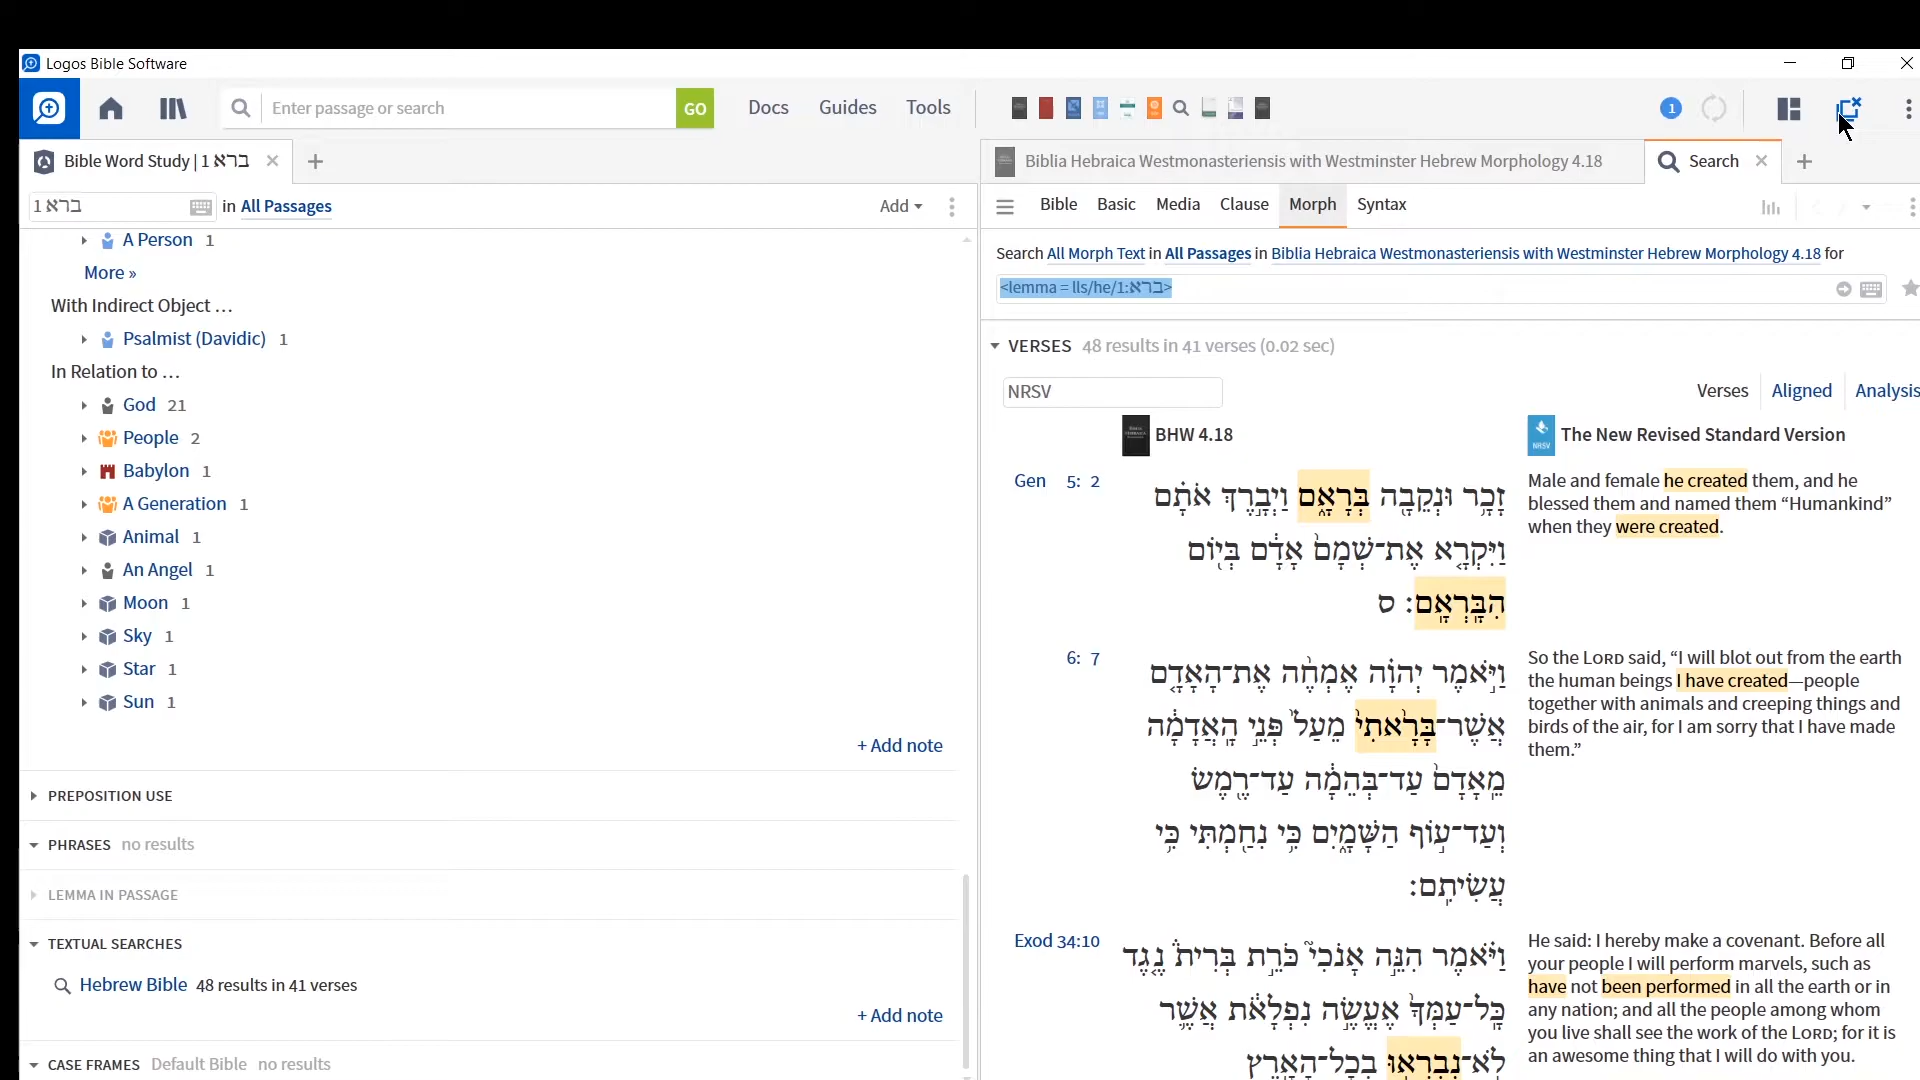 Logos Bible Software
Enter passage or search
GO
Docs
Guides
Tools
1
Bible Word Study | ברא 1
ברא 1
in All Passages
Add
A Person 1
More »
With Indirect Object ...
Psalmist (Davidic) 1
In Relation to ...
God 21
People 2
Babylon 1
A Generation 1
Animal 1
An Angel 1
Moon 1
Sky 1
Star 1
Sun 1
+ Add note
PREPOSITION USE
PHRASES no results
LEMMA IN PASSAGE
TEXTUAL SEARCHES
Hebrew Bible 48 results in 41 verses
+ Add note
CASE FRAMES Default Bible no results
Biblia Hebraica Westmonasteriensis with Westminster Hebrew Morphology 4.18
Search
Bible
Basic
Media
Clause
Morph
Syntax
Search All Morph Text in All Passages in Biblia Hebraica Westmonasteriensis with Westminster Hebrew Morphology 4.18 for
<lemma = lls/he/ברא:1>
VERSES 48 results in 41 verses (0.02 sec)
NRSV
Verses
Aligned
Analysis
BHW 4.18
The New Revised Standard Version
NRSV
Gen 5: 2
זָכָ֥ר וּנְקֵבָ֖ה בְּרָאָ֑ם וַיְבָ֣רֶךְ אֹתָ֗ם
וַיִּקְרָ֤א אֶת־שְׁמָם֙ אָדָ֔ם בְּי֖וֹם
הִבָּֽרְאָֽם׃ ס
Male and female he created them, and he
blessed them and named them “Humankind”
when they were created.
6: 7
וַיֹּ֣אמֶר יְהוָ֗ה אֶמְחֶ֨ה אֶת־הָאָדָ֤ם
אֲשֶׁר־בָּרָ֙אתִי֙ מֵעַל֙ פְּנֵ֣י הָֽאֲדָמָ֔ה
מֵֽאָדָם֙ עַד־בְּהֵמָ֔ה עַד־רֶ֖מֶשׂ
וְעַד־ע֣וֹף הַשָּׁמָ֑יִם כִּ֥י נִחַ֖מְתִּי כִּ֥י
עֲשִׂיתִֽם׃
So the LORD said, “I will blot out from the earth
the human beings I have created—people
together with animals and creeping things and
birds of the air, for I am sorry that I have made
them.”
Exod 34:10
וַיֹּ֗אמֶר הִנֵּ֣ה אָנֹכִי֮ כֹּרֵ֣ת בְּרִית֒ נֶ֤גֶד
כָּֽל־עַמְּךָ֙ אֶעֱשֶׂ֣ה נִפְלָאֹ֔ת אֲשֶׁ֛ר
לֹֽא־נִבְרְא֥וּ בְכָל־הָאָ֖רֶץ
He said: I hereby make a covenant. Before all
your people I will perform marvels, such as
have not been performed in all the earth or in
any nation; and all the people among whom
you live shall see the work of the LORD; for it is
an awesome thing that I will do with you.